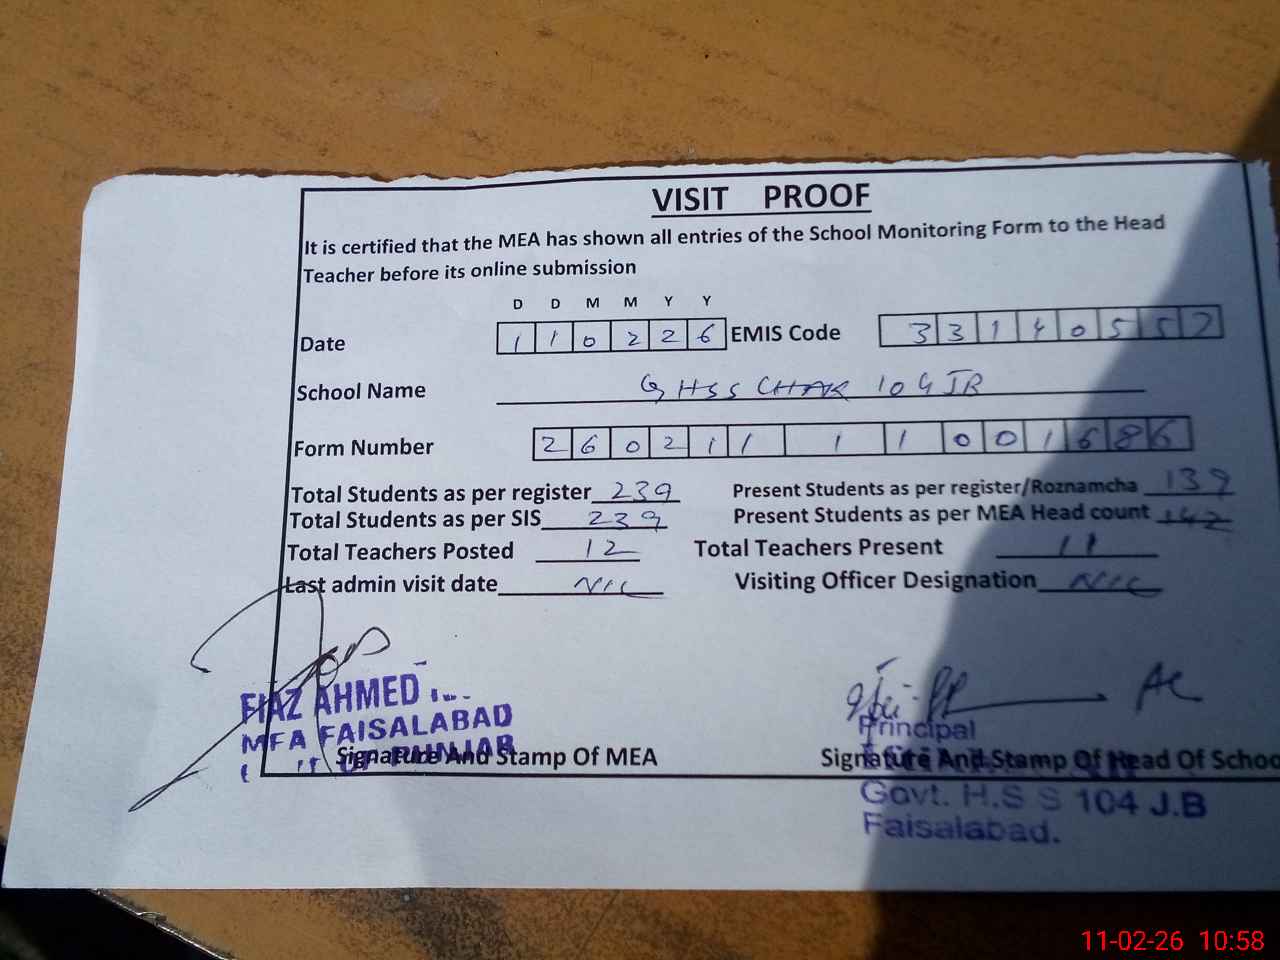 VISIT PROOF
It is certified that the MEA has shown all entries of the School Monitoring Form to the Head
Teacher before its online submission
D D M M Y Y
Date 1 1 0 2 2 6 EMIS Code 3 3 1 4 0 5 5 2
School Name GHSS CHAK 104 JB
Form Number 2 6 0 2 1 1 1 1 0 0 1 6 8 6
Total Students as per register 239 Present Students as per register/Roznamcha 139
Total Students as per SIS 239 Present Students as per MEA Head count 142
Total Teachers Posted 12 Total Teachers Present 11
Last admin visit date NIL Visiting Officer Designation NIL
FIAZ AHMED
MEA FAISALABAD
PUNJAB
Signature And Stamp Of MEA
Principal
Signature And Stamp Of Head Of School
Govt. H.S S 104 J.B
Faisalabad.
11-02-26 10:58